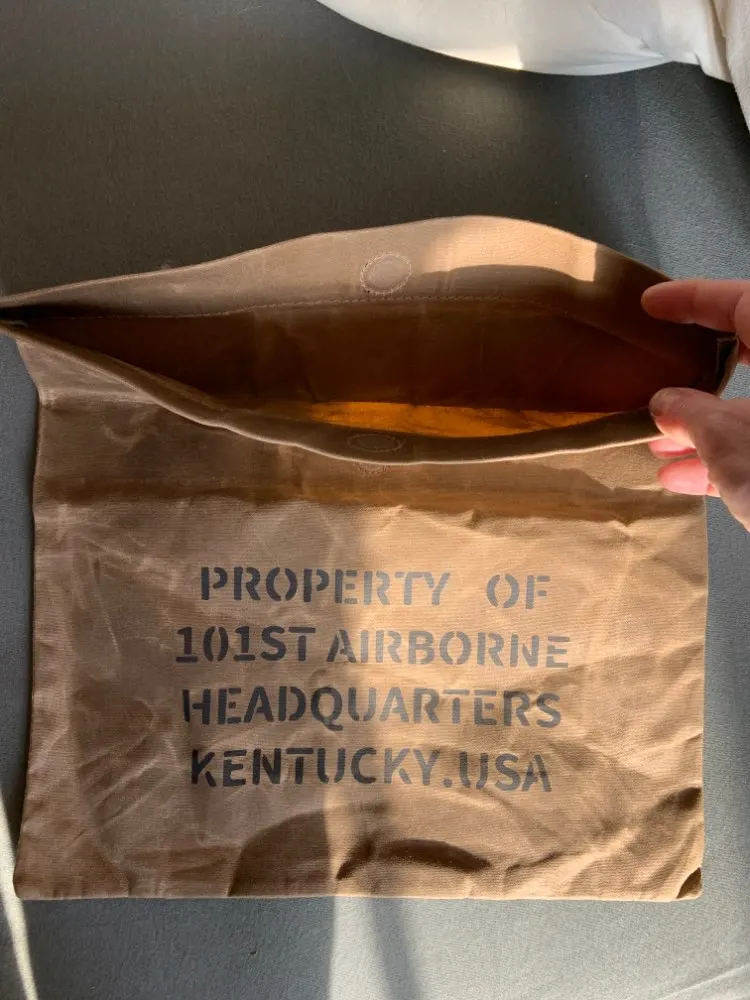 PROPERTY OF
101ST AIRBORNE
HEADQUARTERS
KENTUCKY.USA